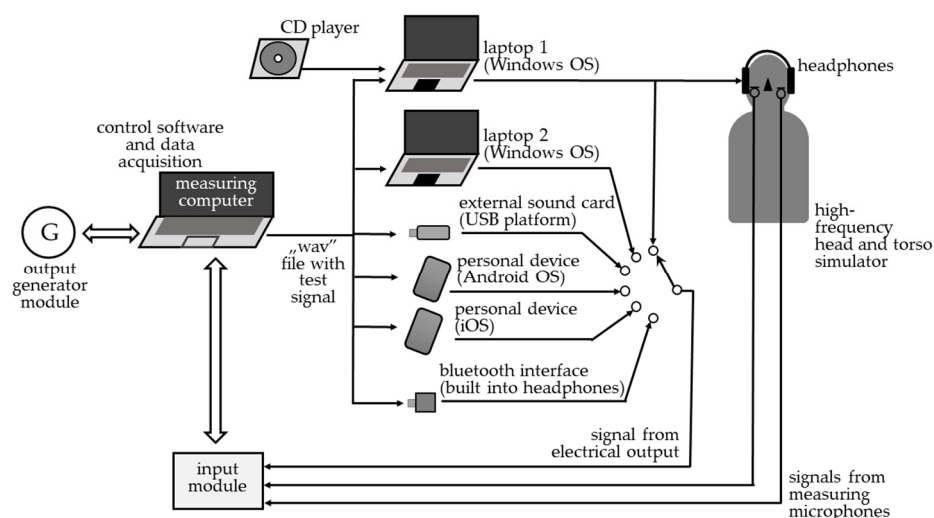 CD player
laptop 1
(Windows OS)
headphones
control software
and data
acquisition
measuring
computer
laptop 2
(Windows OS)
external sound card
(USB platform)
high-
frequency
head and torso
simulator
G
output
generator
module
„wav”
file with
test
signal
personal device
(Android OS)
personal device
(iOS)
bluetooth interface
(built into headphones)
signal from
electrical output
input
module
signals from
measuring
microphones